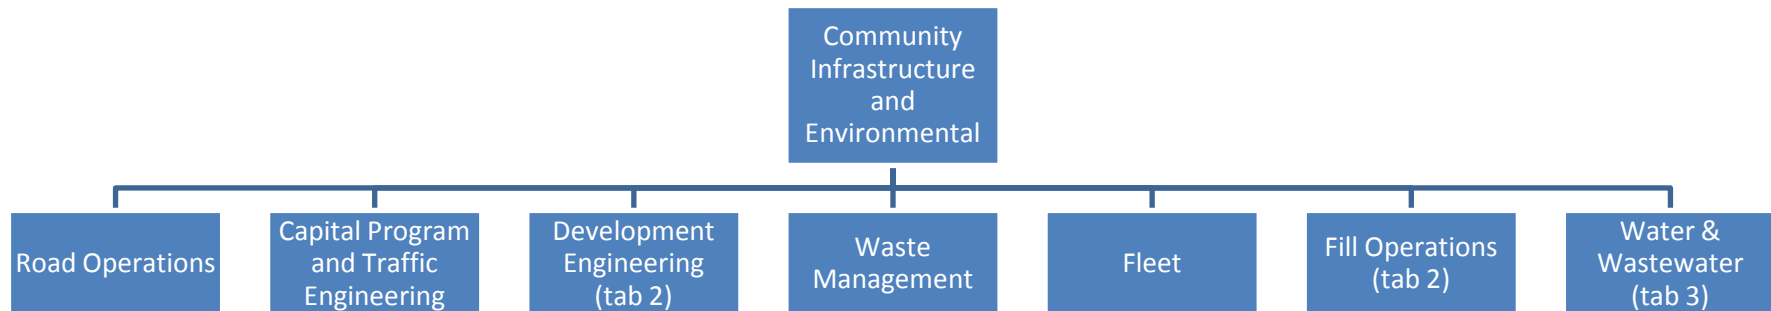 Community
Infrastructure
and
Environmental
Road Operations
Capital Program
and Traffic
Engineering
Development
Engineering
(tab 2)
Waste
Management
Fleet
Fill Operations
(tab 2)
Water &
Wastewater
(tab 3)